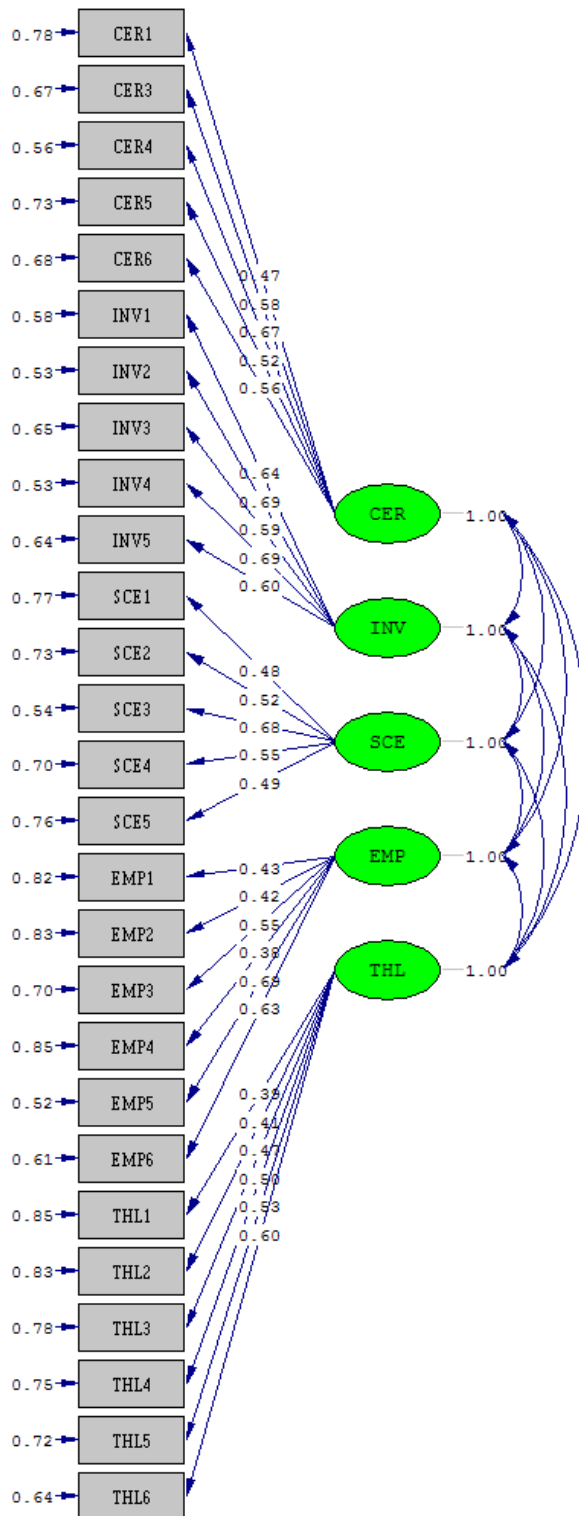 0.78 CER1
0.67 CER3
0.56 CER4
0.73 CER5
0.68 CER6
0.58 INV1
0.53 INV2
0.65 INV3
0.53 INV4
0.64 INV5
0.77 SCE1
0.73 SCE2
0.54 SCE3
0.70 SCE4
0.76 SCE5
0.82 EMP1
0.83 EMP2
0.70 EMP3
0.85 EMP4
0.52 EMP5
0.61 EMP6
0.85 THL1
0.83 THL2
0.78 THL3
0.75 THL4
0.72 THL5
0.64 THL6
0.47
0.58
0.67
0.52
0.56
0.64
0.69
0.59
0.69
0.60
0.48
0.52
0.68
0.55
0.49
0.43
0.42
0.55
0.38
0.69
0.63
0.39
0.41
0.47
0.50
0.53
0.60
CER 1.00
INV 1.00
SCE 1.00
EMP 1.00
THL 1.00